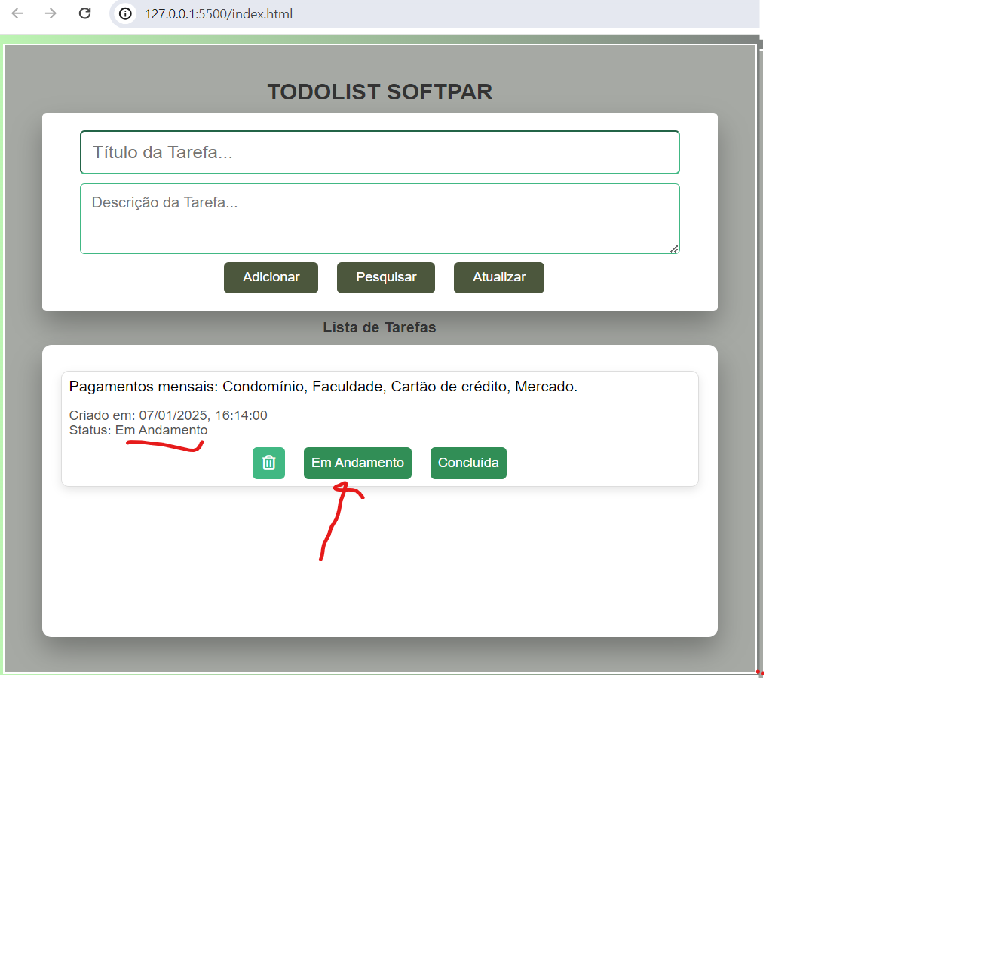 127.0.0.1:5500/index.html
TODOLIST SOFTPAR
Título da Tarefa...
Descrição da Tarefa...
Adicionar Pesquisar Atualizar
Lista de Tarefas
Pagamentos mensais: Condomínio, Faculdade, Cartão de crédito, Mercado.
Criado em: 07/01/2025, 16:14:00
Status: Em Andamento
Em Andamento Concluída